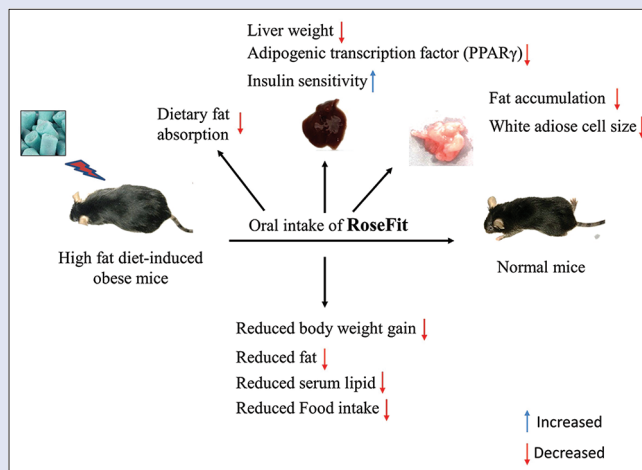 Liver weight
Adipogenic transcription factor (PPARγ)
Insulin sensitivity
Fat accumulation
White adiose cell size
Dietary fat
absorption
Oral intake of RoseFit
High fat diet-induced
obese mice
Normal mice
Reduced body weight gain
Reduced fat
Reduced serum lipid
Reduced Food intake
Increased
Decreased